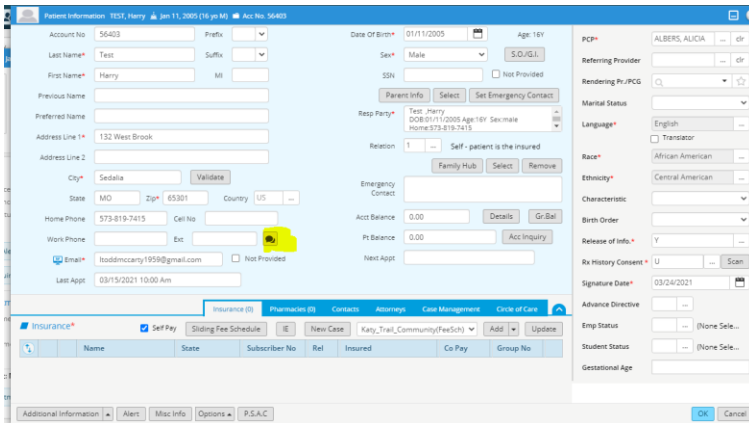 Patient Information TEST, Harry Jan 11, 2005 (16 yo M) Acc No. 56403
Account No 56403 Prefix
Last Name* Test Suffix
First Name* Harry MI
Previous Name
Preferred Name
Address Line 1* 132 West Brook
Address Line 2
City* Sedalia Validate
State MO Zip* 65301 Country US ...
Home Phone 573-819-7415 Cell No
Work Phone Ext
Email* ltoddmccarty1959@gmail.com Not Provided
Last Appt 03/15/2021 10:00 Am
Date Of Birth* 01/11/2005 Age: 16Y
Sex* Male S.O./G.I.
SSN Not Provided
Parent Info Select Set Emergency Contact
Resp Party* Test ,Harry
DOB:01/11/2005 Age:16Y Sex:male
Home:573-819-7415
Relation 1 ... Self - patient is the insured
Family Hub Select Remove
Emergency
Contact
Acct Balance 0.00 Details Gr.Bal
Pt Balance 0.00 Acc Inquiry
Next Appt
PCP* ALBERS, ALICIA ... clr
Referring Provider ... clr
Rendering Pr./PCG
Marital Status
Language* English ...
Translator
Race* African American ...
Ethnicity* Central American ...
Characteristic
Birth Order
Release of Info.* Y ...
Rx History Consent * U ... Scan
Signature Date* 03/24/2021
Advance Directive ...
Emp Status ... (None Sele...
Student Status ... (None Sele...
Gestational Age
Insurance (0) Pharmacies (0) Contacts Attorneys Case Management Circle of Care
Insurance* Self Pay Sliding Fee Schedule IE New Case Katy_Trail_Community(FeeSch) Add Update
Name State Subscriber No Rel Insured Co Pay Group No
Additional Information Alert Misc Info Options P.S.A.C OK Cancel